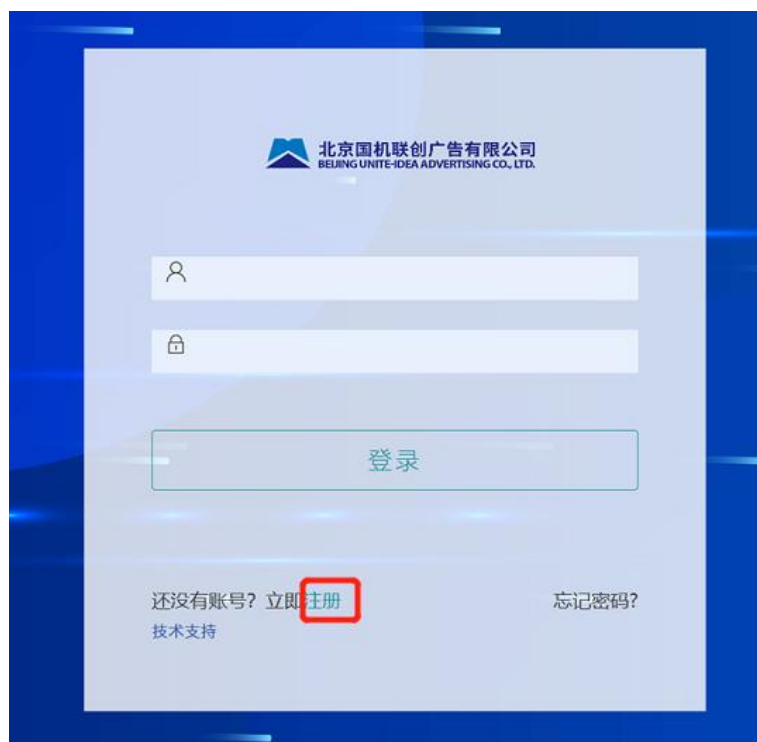 北京国机联创广告有限公司
BEIJING UNITE-IDEA ADVERTISING CO., LTD.
登录
还没有账号? 立即注册 忘记密码?
技术支持